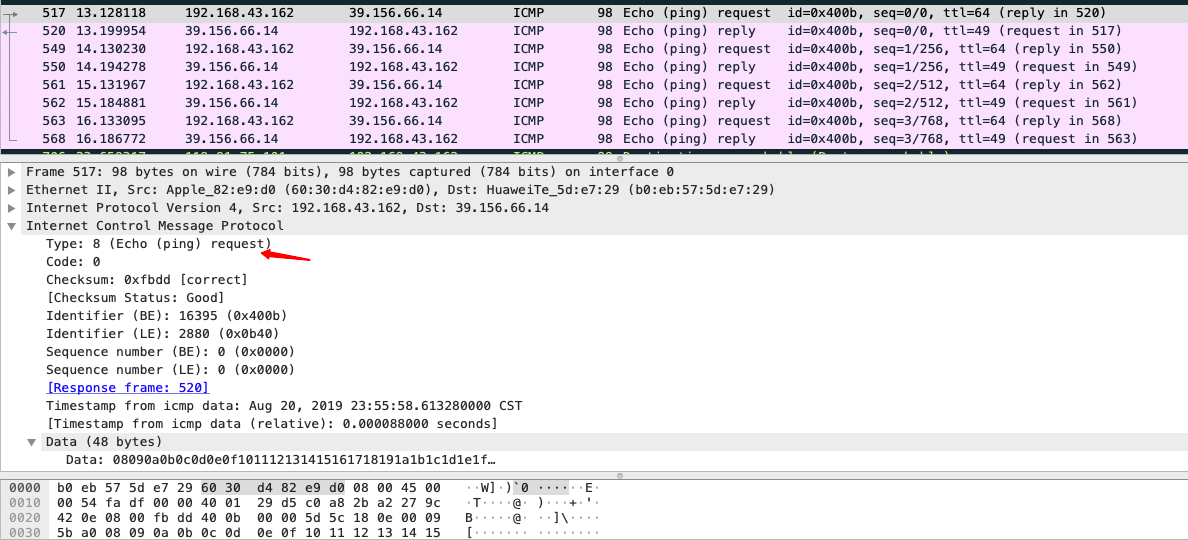 517 13.128118 192.168.43.162 39.156.66.14 ICMP 98 Echo (ping) request id=0x400b, seq=0/0, ttl=64 (reply in 520)
520 13.199954 39.156.66.14 192.168.43.162 ICMP 98 Echo (ping) reply id=0x400b, seq=0/0, ttl=49 (request in 517)
549 14.130230 192.168.43.162 39.156.66.14 ICMP 98 Echo (ping) request id=0x400b, seq=1/256, ttl=64 (reply in 550)
550 14.194278 39.156.66.14 192.168.43.162 ICMP 98 Echo (ping) reply id=0x400b, seq=1/256, ttl=49 (request in 549)
561 15.131967 192.168.43.162 39.156.66.14 ICMP 98 Echo (ping) request id=0x400b, seq=2/512, ttl=64 (reply in 562)
562 15.184881 39.156.66.14 192.168.43.162 ICMP 98 Echo (ping) reply id=0x400b, seq=2/512, ttl=49 (request in 561)
563 16.133095 192.168.43.162 39.156.66.14 ICMP 98 Echo (ping) request id=0x400b, seq=3/768, ttl=64 (reply in 568)
568 16.186772 39.156.66.14 192.168.43.162 ICMP 98 Echo (ping) reply id=0x400b, seq=3/768, ttl=49 (request in 563)
Frame 517: 98 bytes on wire (784 bits), 98 bytes captured (784 bits) on interface 0
Ethernet II, Src: Apple_82:e9:d0 (60:30:d4:82:e9:d0), Dst: HuaweiTe_5d:e7:29 (b0:eb:57:5d:e7:29)
Internet Protocol Version 4, Src: 192.168.43.162, Dst: 39.156.66.14
Internet Control Message Protocol
Type: 8 (Echo (ping) request)
Code: 0
Checksum: 0xfbdd [correct]
[Checksum Status: Good]
Identifier (BE): 16395 (0x400b)
Identifier (LE): 2880 (0x0b40)
Sequence number (BE): 0 (0x0000)
Sequence number (LE): 0 (0x0000)
[Response frame: 520]
Timestamp from icmp data: Aug 20, 2019 23:55:58.613280000 CST
[Timestamp from icmp data (relative): 0.000088000 seconds]
Data (48 bytes)
Data: 08090a0b0c0d0e0f101112131415161718191a1b1c1d1e1f…
0000 b0 eb 57 5d e7 29 60 30 d4 82 e9 d0 08 00 45 00 ··W]·)`0 ······E·
0010 00 54 fa df 00 00 40 01 29 d5 c0 a8 2b a2 27 9c ·T····@· )···+·'·
0020 42 0e 08 00 fb dd 40 0b 00 00 5d 5c 18 0e 00 09 B·····@· ··]\····
0030 5b a0 08 09 0a 0b 0c 0d 0e 0f 10 11 12 13 14 15 [······· ········